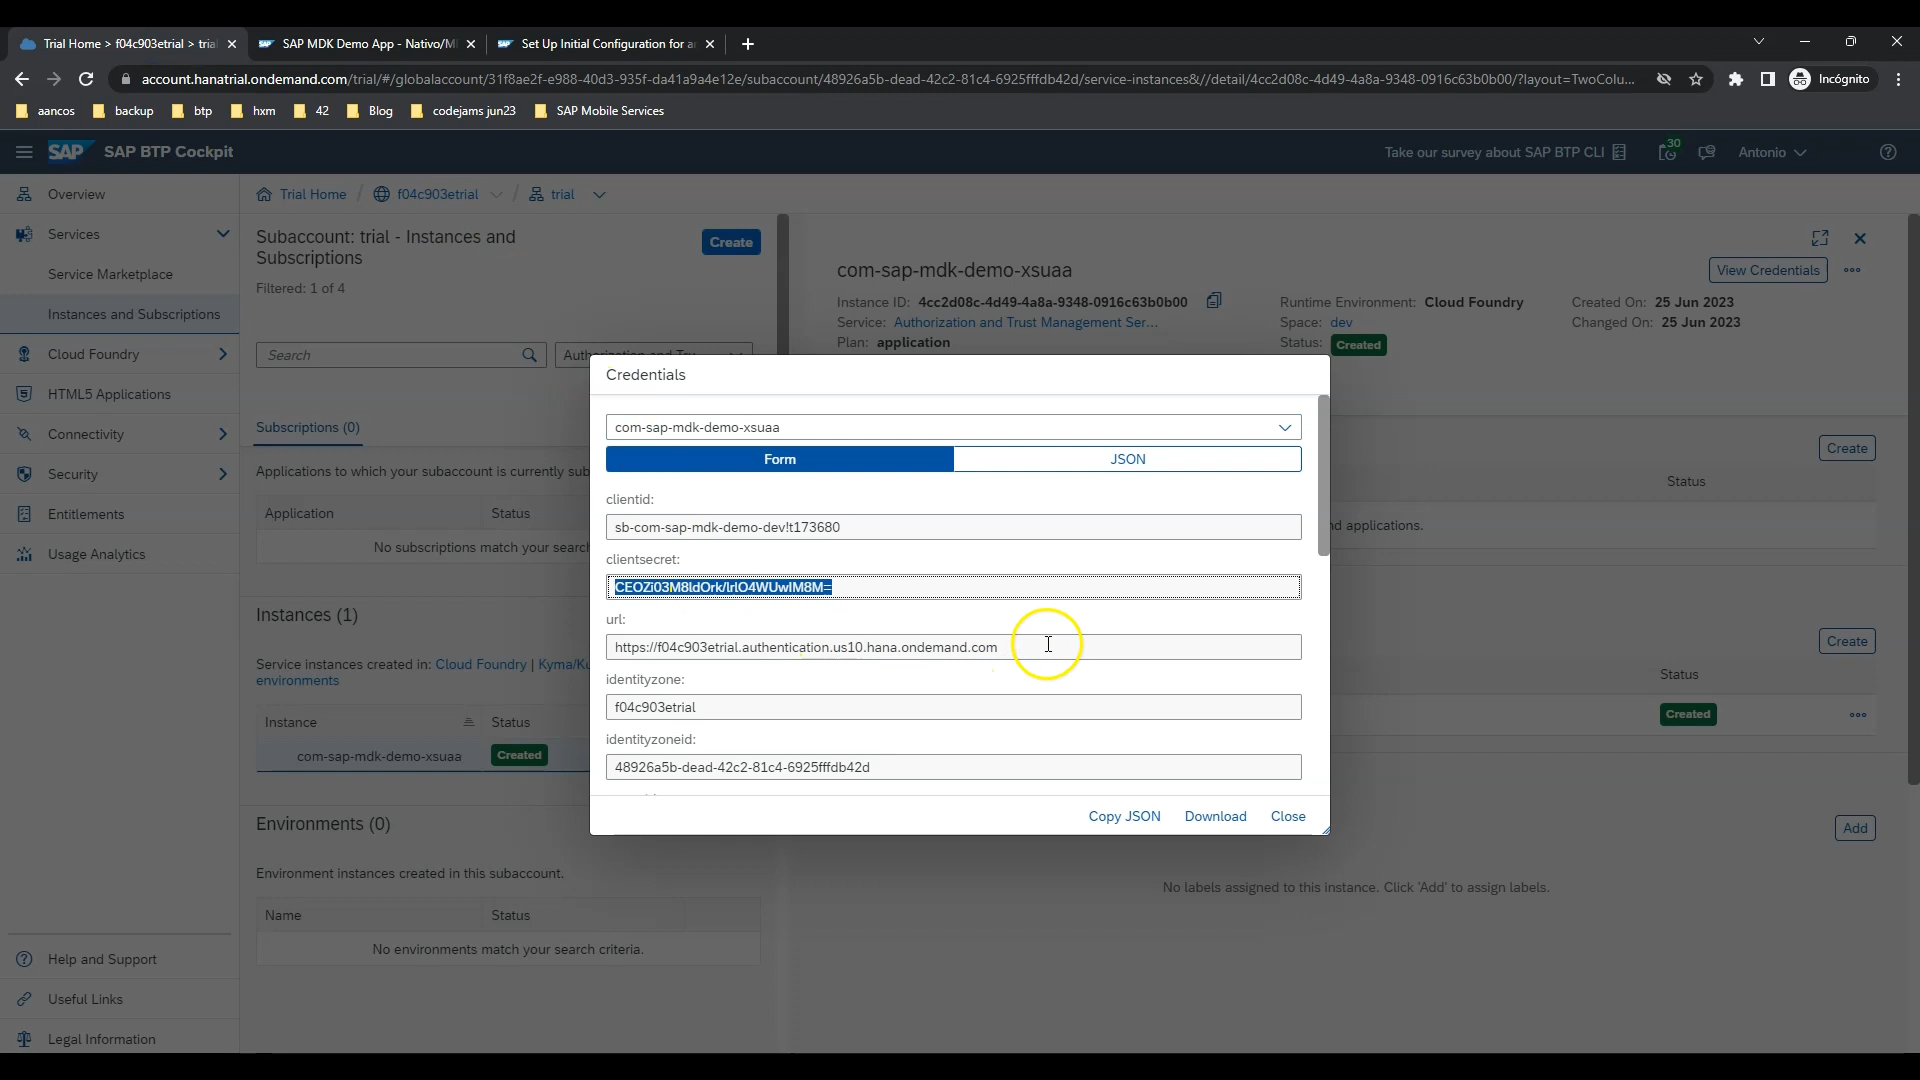 Trial Home > f04c903etrial > trial
SAP MDK Demo App - Nativo/M
Set Up Initial Configuration for an
account.hanatrial.ondemand.com/trial/#/globalaccount/31f8ae2f-e988-40d3-935f-da41a9a4e12e/subaccount/48926a5b-dead-42c2-81c4-6925fffdb42d/service-instances&//detail/4cc2d08c-4d49-4a8a-9348-0916c63b0b00/?layout=TwoColu...
Incógnito
aancos
backup
btp
hxm
42
Blog
codejams jun23
SAP Mobile Services
SAP
SAP BTP Cockpit
Take our survey about SAP BTP CLI
30
Antonio
Overview
Services
Service Marketplace
Instances and Subscriptions
Cloud Foundry
HTML5 Applications
Connectivity
Security
Entitlements
Usage Analytics
Help and Support
Useful Links
Legal Information
Trial Home / f04c903etrial / trial
Subaccount: trial - Instances and
Subscriptions
Create
Filtered: 1 of 4
Search
Subscriptions (0)
Applications to which your subaccount is currently sub
Application
Status
No subscriptions match your search
Instances (1)
Service instances created in: Cloud Foundry | Kyma/Ku
environments
Instance
Status
com-sap-mdk-demo-xsuaa
Created
Environments (0)
Environment instances created in this subaccount.
Name
Status
No environments match your search criteria.
com-sap-mdk-demo-xsuaa
View Credentials
Instance ID: 4cc2d08c-4d49-4a8a-9348-0916c63b0b00
Service: Authorization and Trust Management Ser...
Plan: application
Runtime Environment: Cloud Foundry
Space: dev
Status: Created
Created On: 25 Jun 2023
Changed On: 25 Jun 2023
Create
Status
nd applications.
Create
Status
Created
Add
No labels assigned to this instance. Click 'Add' to assign labels.
Credentials
com-sap-mdk-demo-xsuaa
Form
JSON
clientid:
sb-com-sap-mdk-demo-dev!t173680
clientsecret:
CEOZi03M8ldOrk/lrlO4WUwlM8M=
url:
https://f04c903etrial.authentication.us10.hana.ondemand.com
identityzone:
f04c903etrial
identityzoneid:
48926a5b-dead-42c2-81c4-6925fffdb42d
Copy JSON
Download
Close